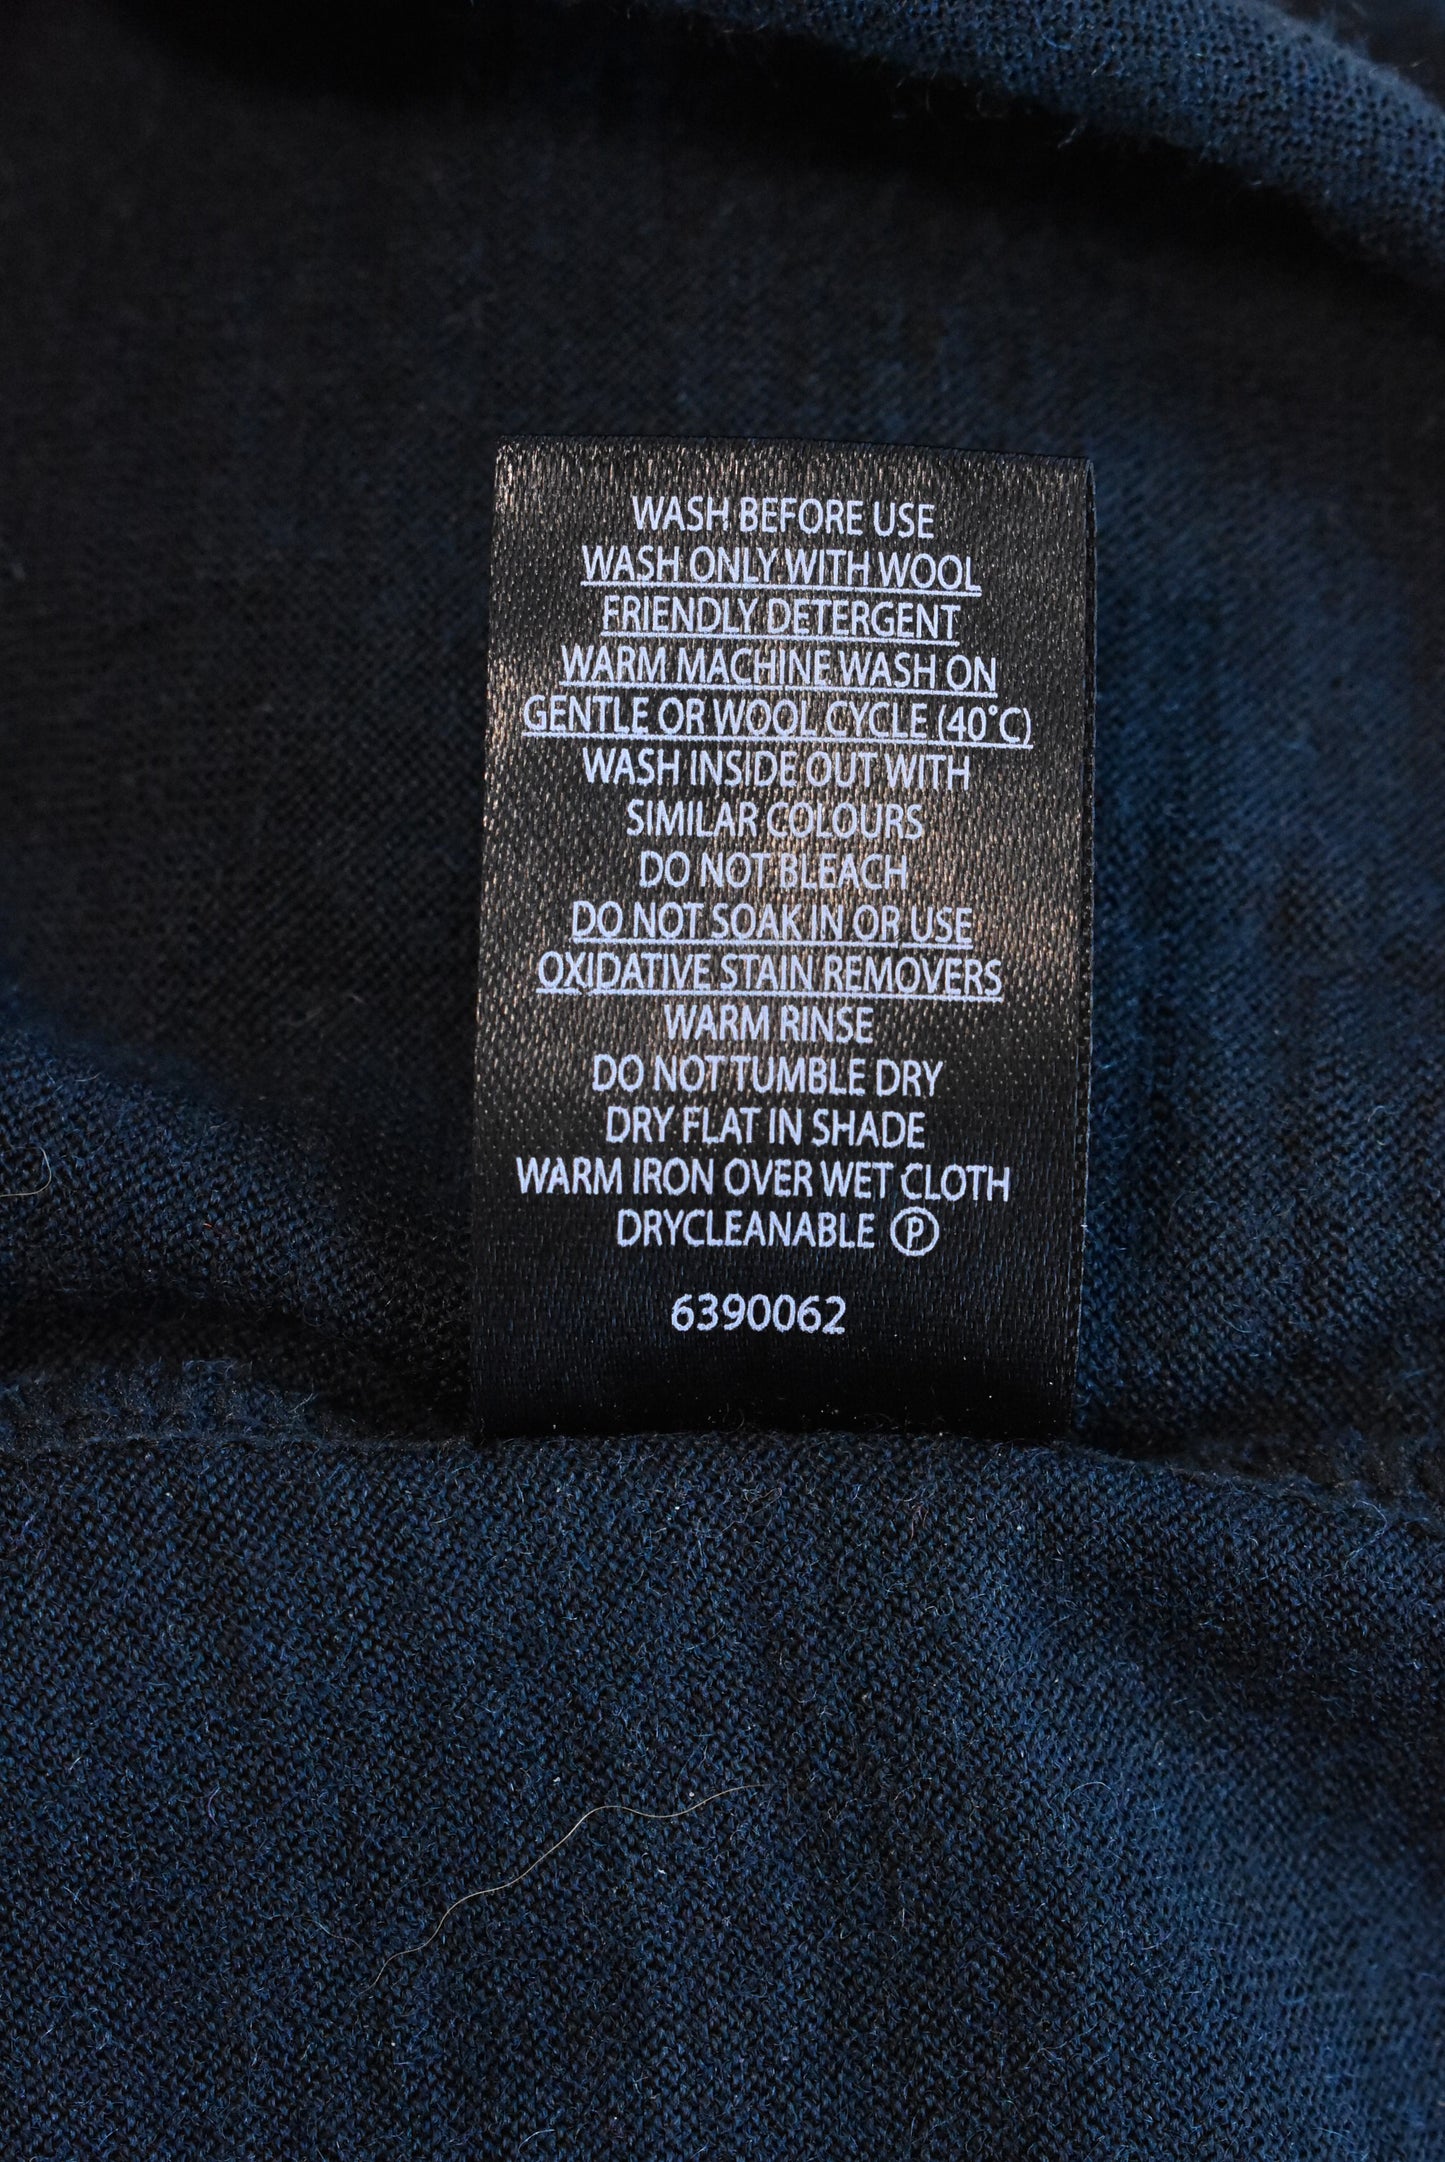 WASH BEFORE USE
WASH ONLY WITH WOOL
FRIENDLY DETERGENT
WARM MACHINE WASH ON
GENTLE OR WOOL CYCLE (40°C)
WASH INSIDE OUT WITH
SIMILAR COLOURS
DO NOT BLEACH
DO NOT SOAK IN OR USE
OXIDATIVE STAIN REMOVERS
WARM RINSE
DO NOT TUMBLE DRY
DRY FLAT IN SHADE
WARM IRON OVER WET CLOTH
DRYCLEANABLE Ⓟ
6390062